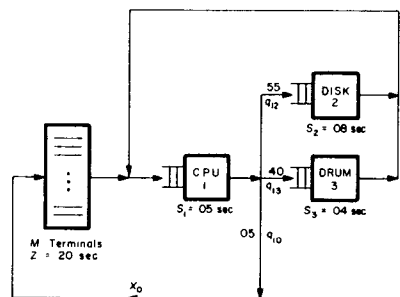 55
q12
DISK
2
S2 = 08 sec
M Terminals
Z = 20 sec
CPU
1
S1 = 05 sec
40
q13
DRUM
3
S3 = 04 sec
05 q10
X0